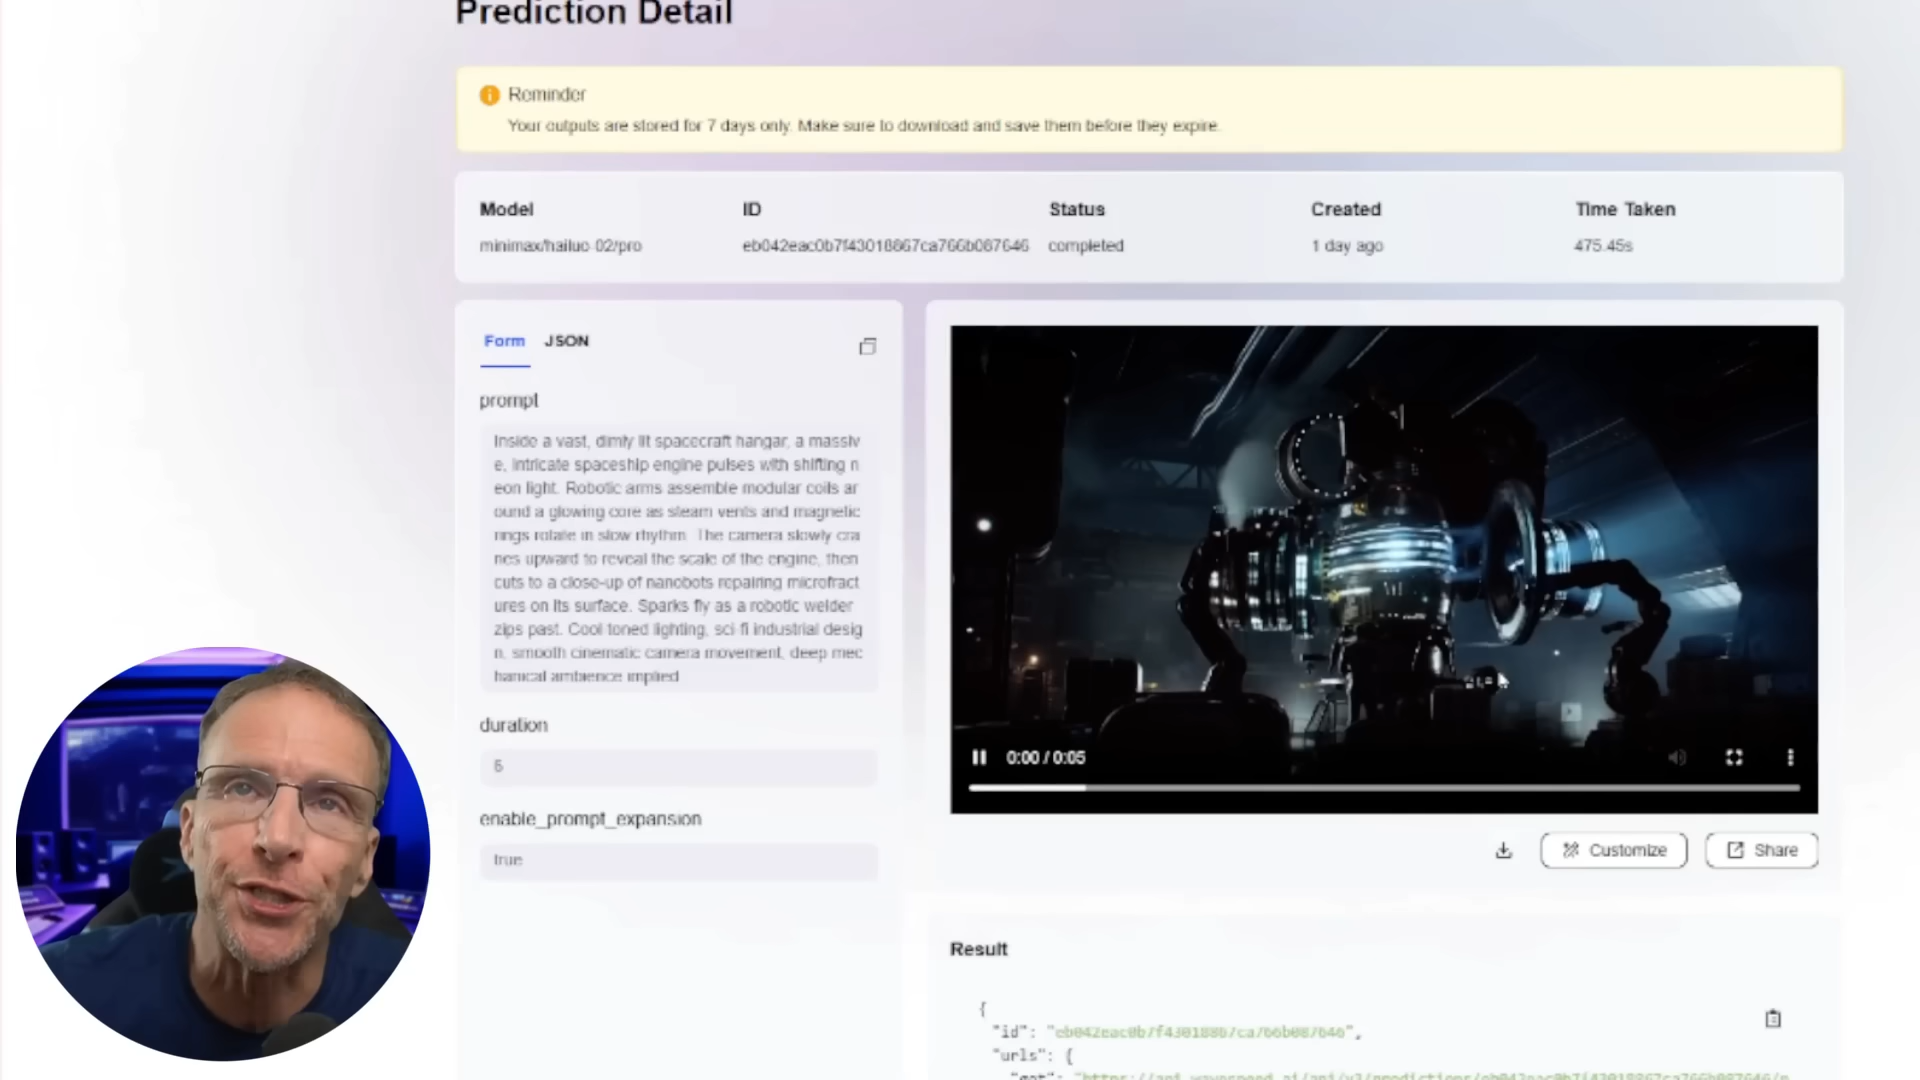 Prediction Detail
Reminder
Your outputs are stored for 7 days only. Make sure to download and save them before they expire.
Model ID Status Created Time Taken
minimax/hailuo-02/pro eb042eac0b7f43018867ca766b087646 completed 1 day ago 475.45s
Form JSON
prompt
Inside a vast, dimly lit spacecraft hangar, a massiv
e, intricate spaceship engine pulses with shifting n
eon light. Robotic arms assemble modular coils ar
ound a glowing core as steam vents and magnetic
rings rotate in slow rhythm. The camera slowly cra
nes upward to reveal the scale of the engine, then
cuts to a close-up of nanobots repairing microfract
ures on its surface. Sparks fly as a robotic welder
zips past. Cool toned lighting, sci-fi industrial desig
n, smooth cinematic camera movement, deep mec
hanical ambience implied
duration
6
enable_prompt_expansion
true
0:00 / 0:05
Customize Share
Result
{
"id": "eb042eac0b7f43018867ca766b087646",
"urls": {